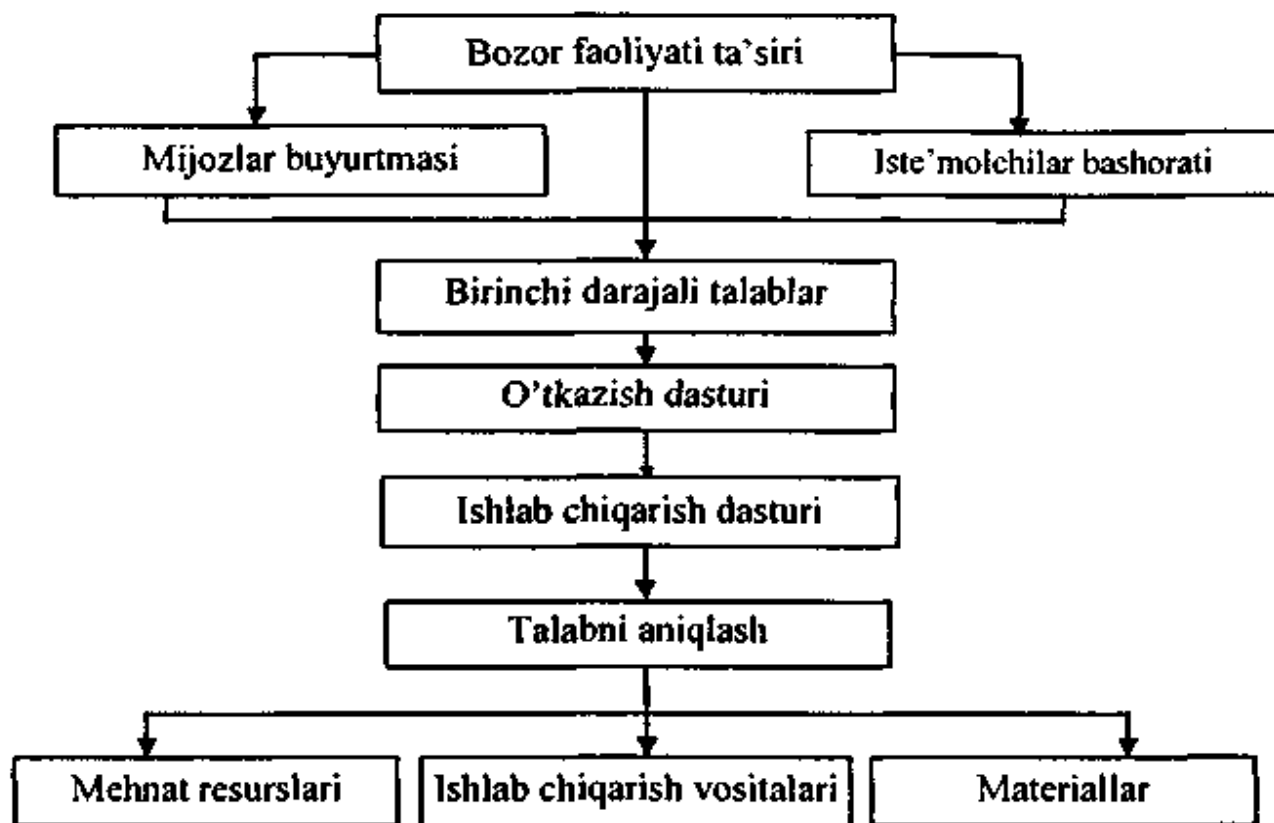 Bozor faoliyati ta’siri
Mijozlar buyurtmasi
Iste’molchilar bashorati
Birinchi darajali talablar
O’tkazish dasturi
Ishlab chiqarish dasturi
Talabni aniqlash
Mehnat resurslari
Ishlab chiqarish vositalari
Materiallar